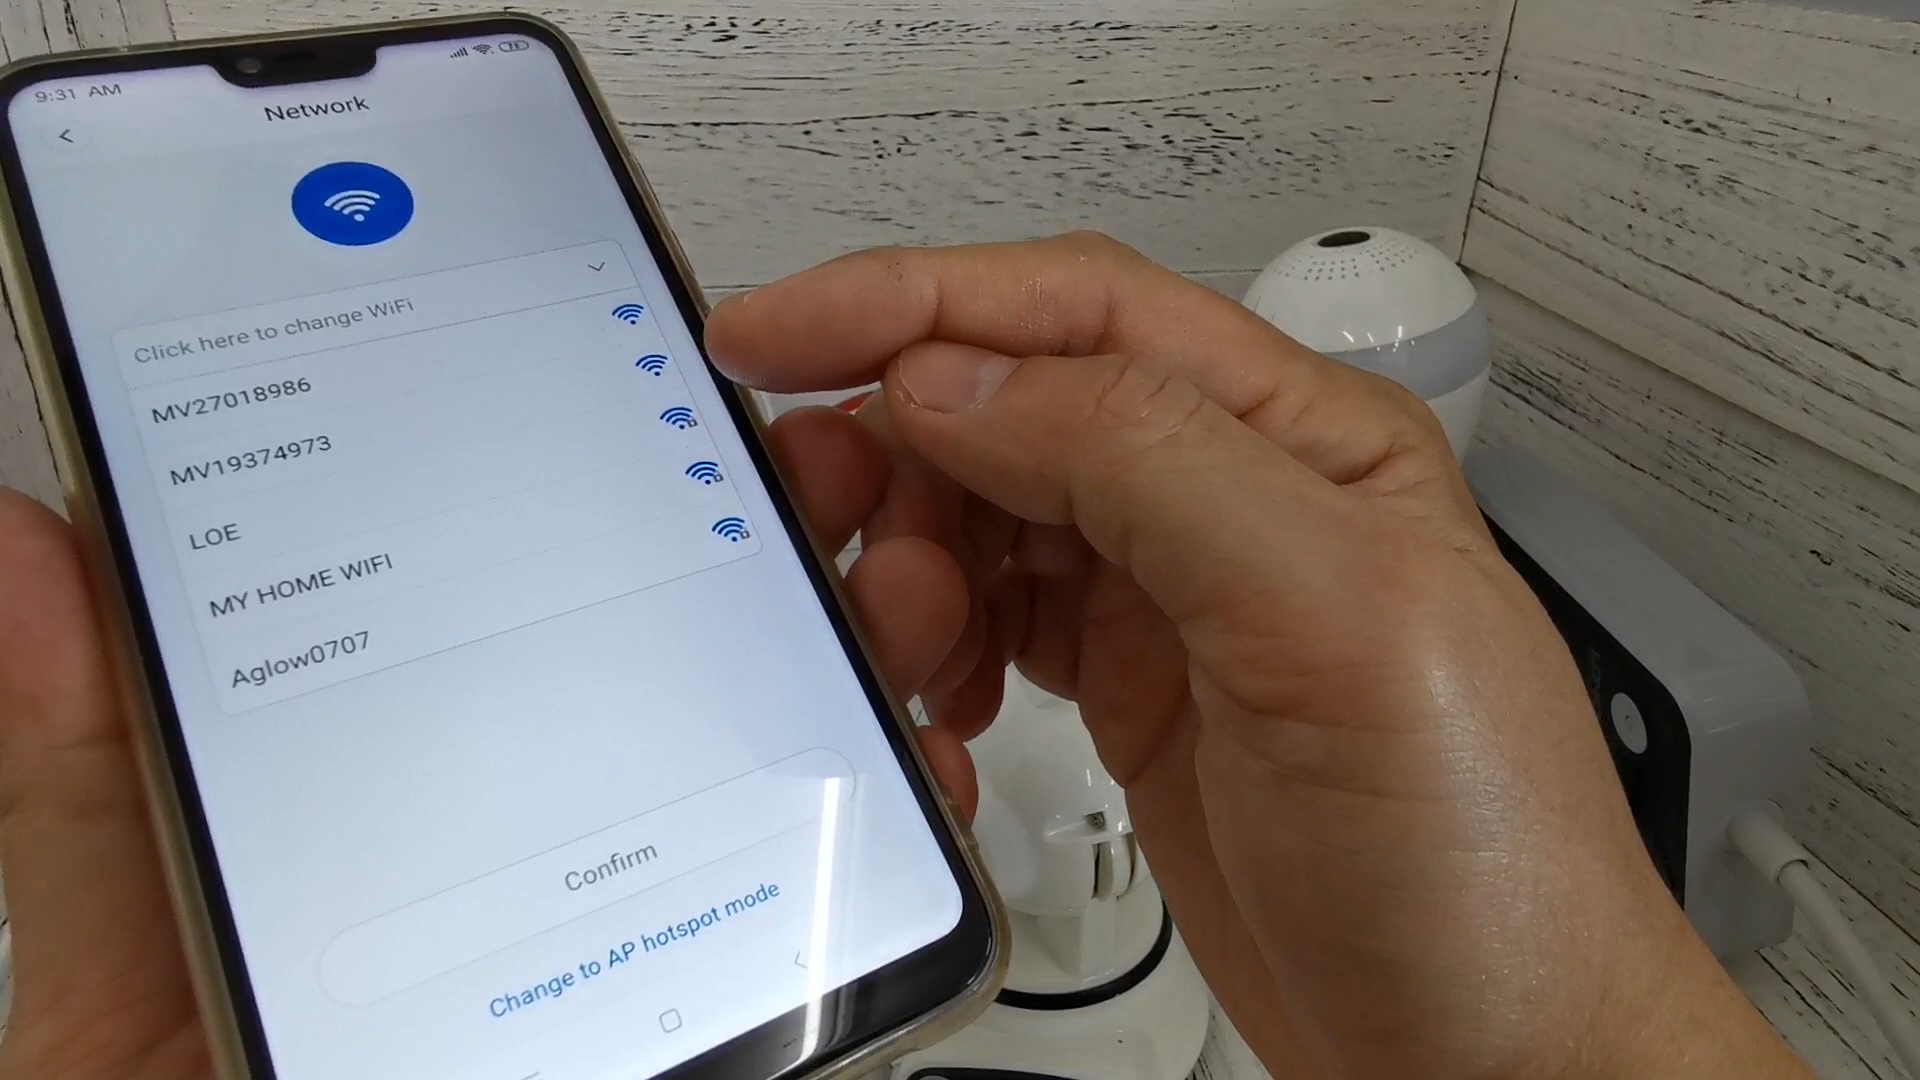 9:31 AM
73
Network
Click here to change WiFi
MV27018986
MV19374973
LOE
MY HOME WIFI
Aglow0707
Confirm
Change to AP hotspot mode